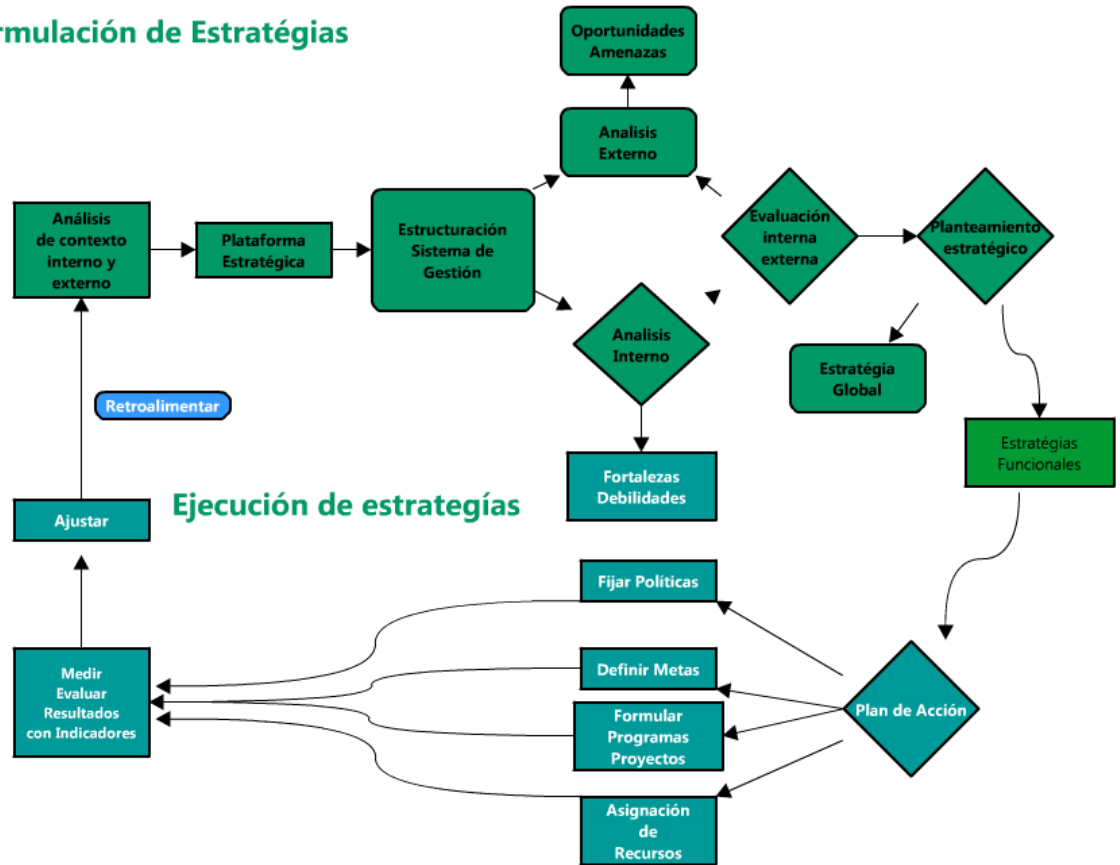 rmulación de Estratégias
Oportunidades
Amenazas
Analisis
Externo
Análisis
de contexto
interno y
externo
Plataforma
Estratégica
Estructuración
Sistema de
Gestión
Evaluación
interna
externa
Planteamiento
estratégico
Analisis
Interno
Estratégia
Global
Retroalimentar
Estratégias
Funcionales
Fortalezas
Debilidades
Ajustar
Ejecución de estrategías
Fijar Políticas
Medir
Evaluar
Resultados
con Indicadores
Definir Metas
Formular
Programas
Proyectos
Plan de Acción
Asignación
de
Recursos